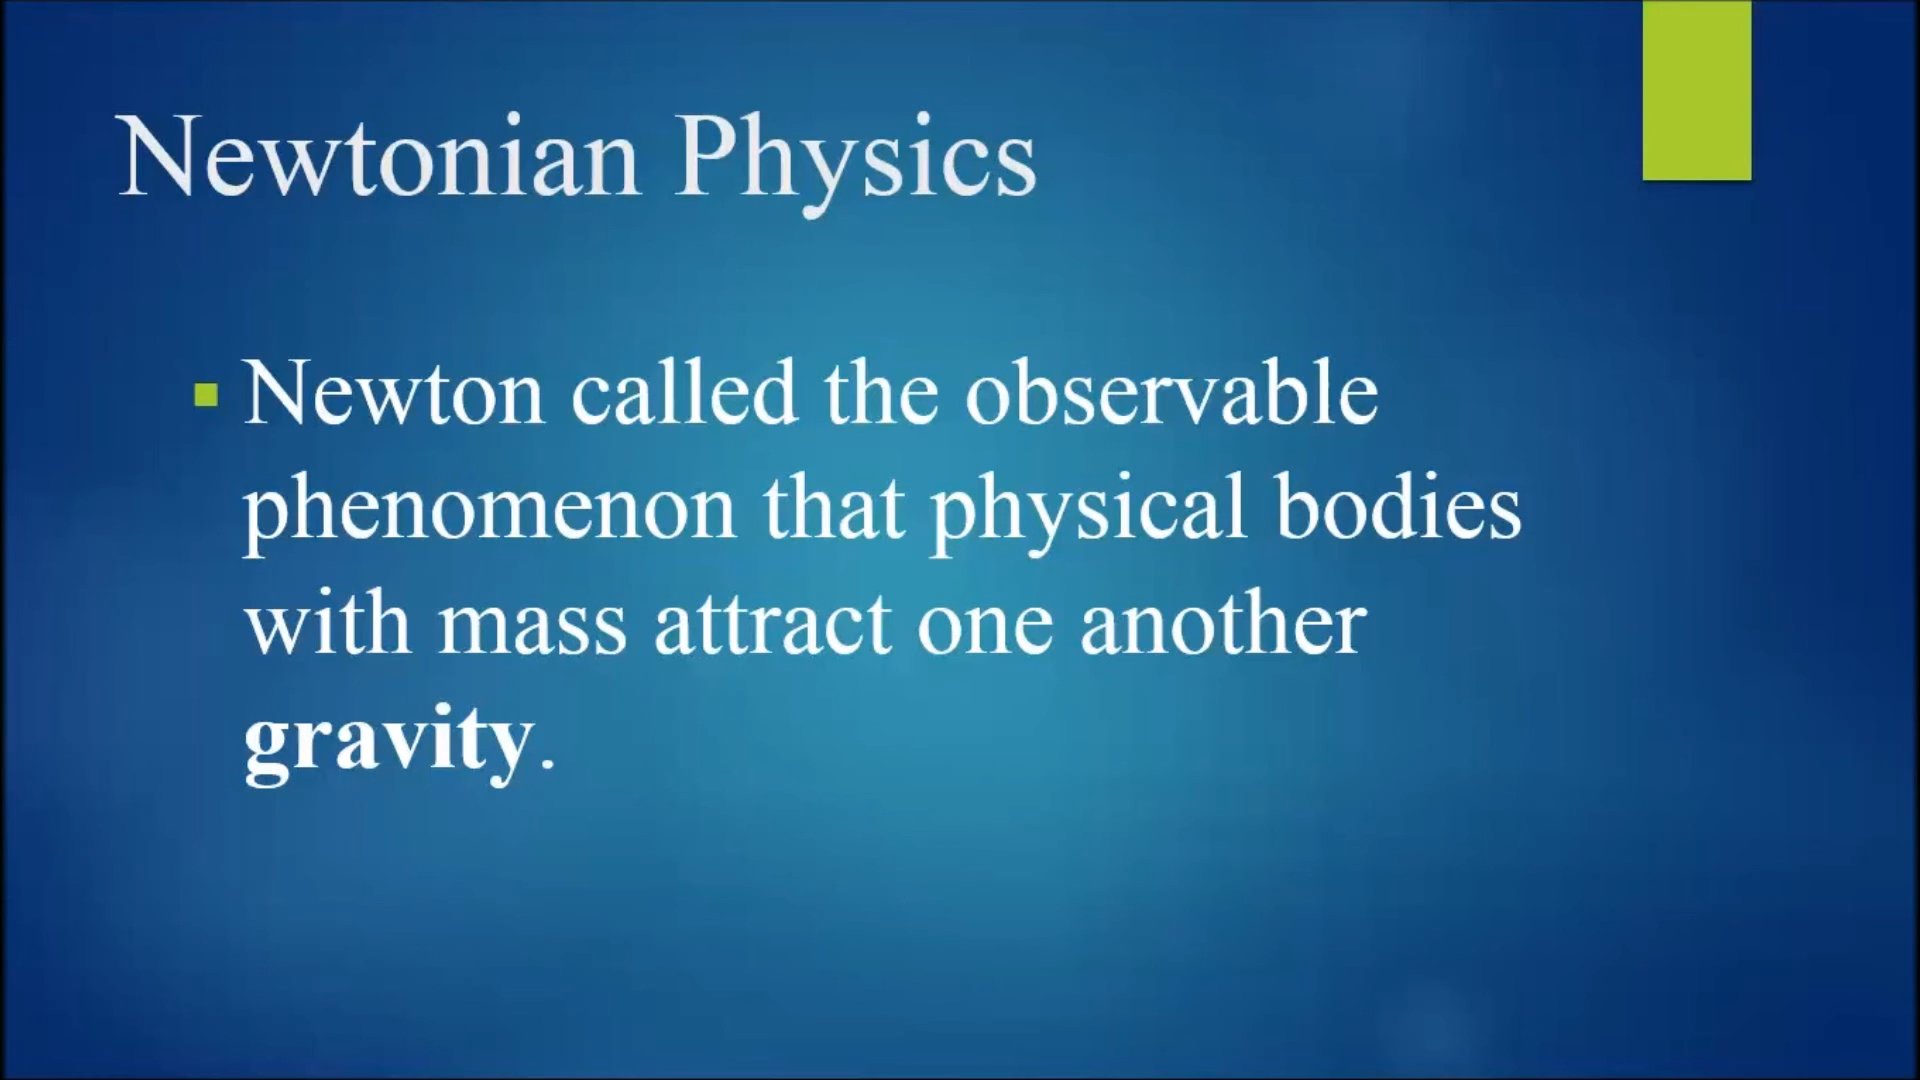 Newtonian Physics
Newton called the observable
phenomenon that physical bodies
with mass attract one another
gravity.